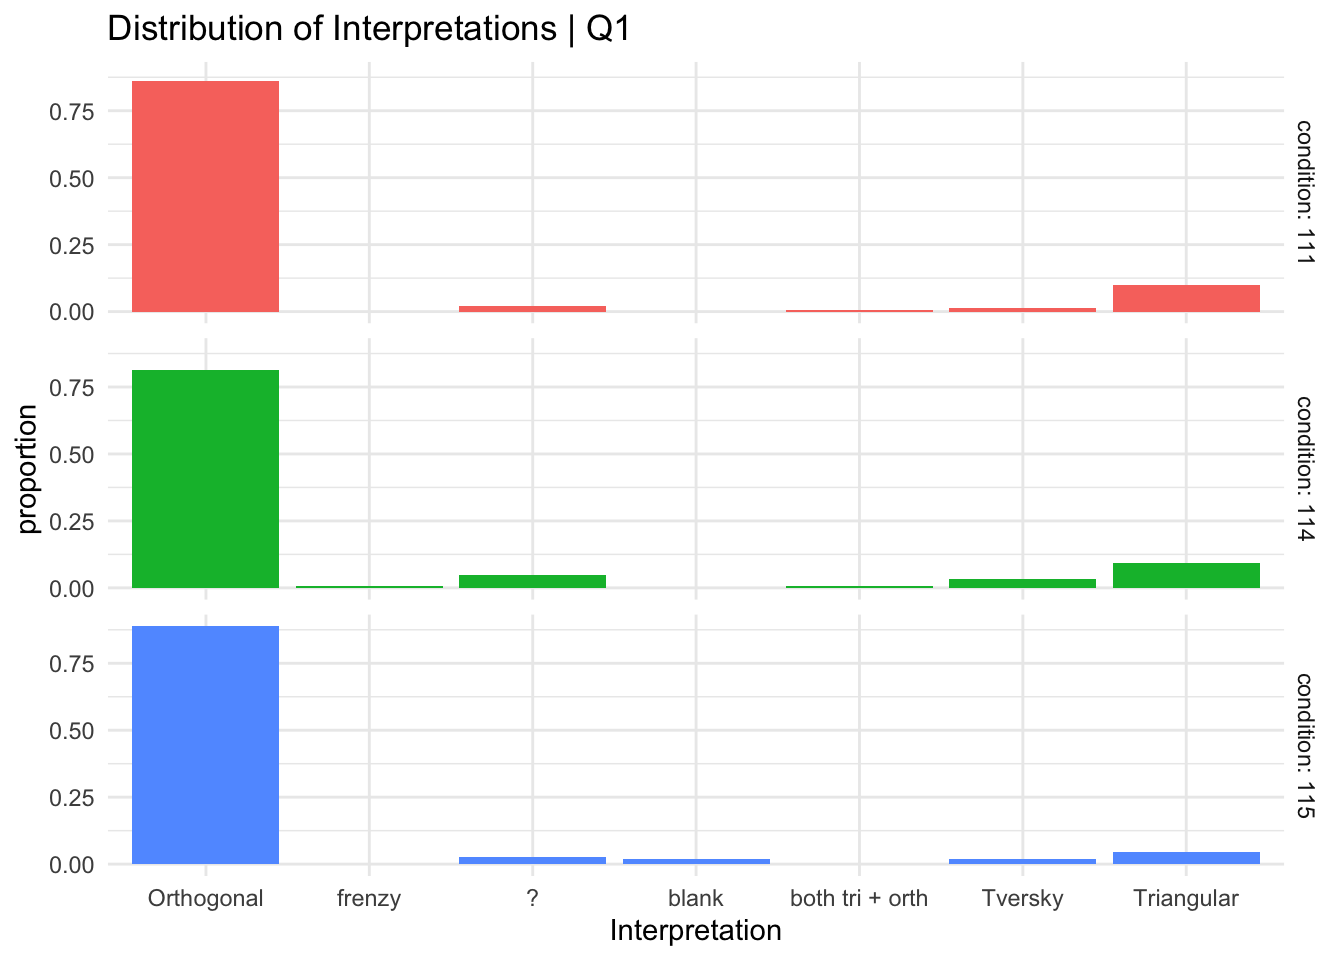 Distribution of Interpretations | Q1
0.75
0.50
0.25
0.00
condition: 111
0.75
0.50
0.25
0.00
condition: 114
0.75
0.50
0.25
0.00
condition: 115
proportion
Orthogonal frenzy ? blank both tri + orth Tversky Triangular
Interpretation